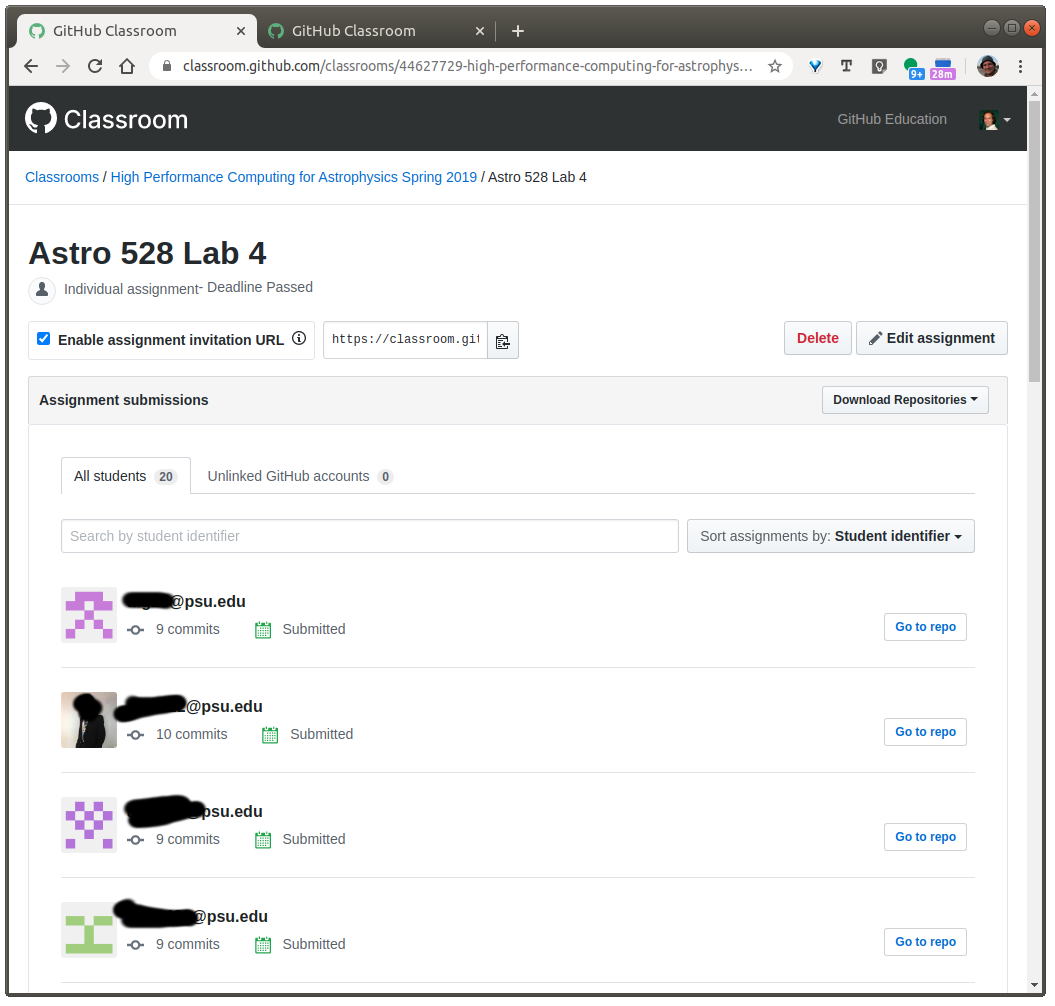 GitHub Classroom
GitHub Classroom
classroom.github.com/classrooms/44627729-high-performance-computing-for-astrophys...
9+
28m
Classroom
GitHub Education
Classrooms / High Performance Computing for Astrophysics Spring 2019 / Astro 528 Lab 4
Astro 528 Lab 4
Individual assignment- Deadline Passed
Enable assignment invitation URL
https://classroom.git
Delete
Edit assignment
Assignment submissions
Download Repositories
All students 20
Unlinked GitHub accounts 0
Search by student identifier
Sort assignments by: Student identifier
@psu.edu
9 commits
Submitted
Go to repo
@psu.edu
10 commits
Submitted
Go to repo
@psu.edu
9 commits
Submitted
Go to repo
@psu.edu
9 commits
Submitted
Go to repo